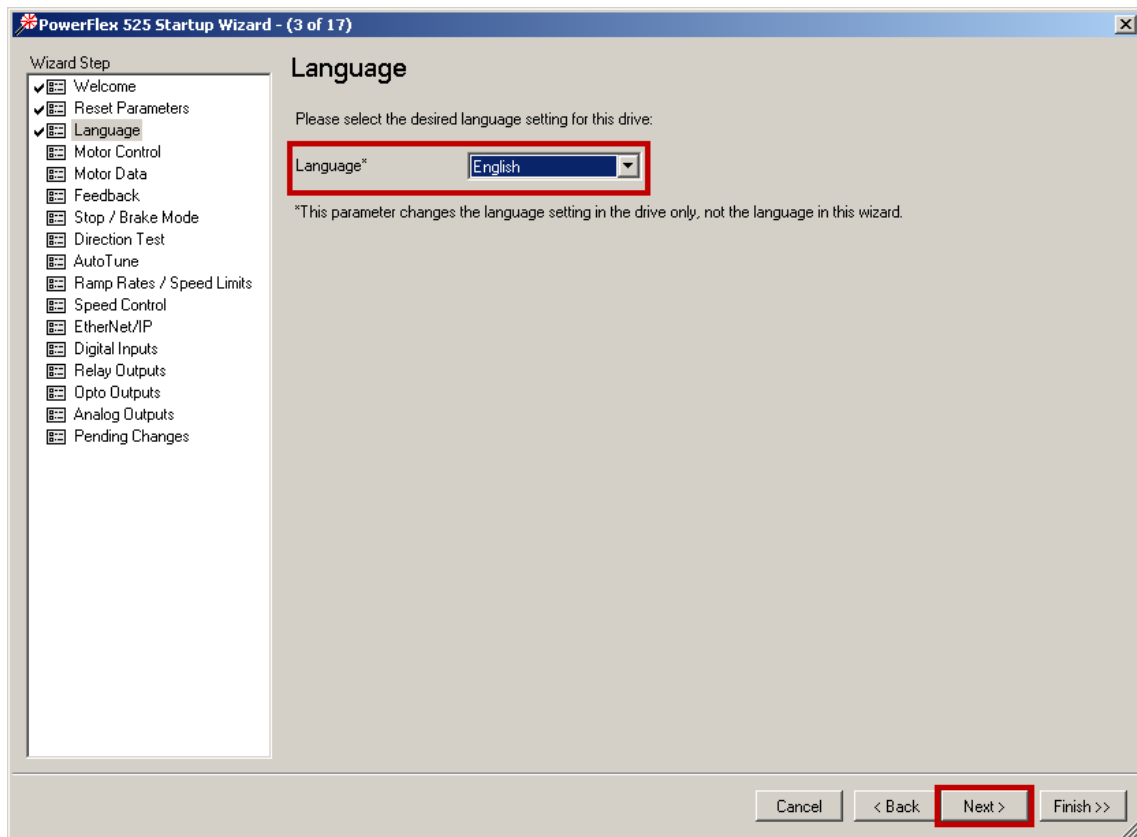 PowerFlex 525 Startup Wizard - (3 of 17)
Wizard Step
Welcome
Reset Parameters
Language
Motor Control
Motor Data
Feedback
Stop / Brake Mode
Direction Test
AutoTune
Ramp Rates / Speed Limits
Speed Control
EtherNet/IP
Digital Inputs
Relay Outputs
Opto Outputs
Analog Outputs
Pending Changes
Language
Please select the desired language setting for this drive:
Language* English
*This parameter changes the language setting in the drive only, not the language in this wizard.
Cancel < Back Next > Finish >>